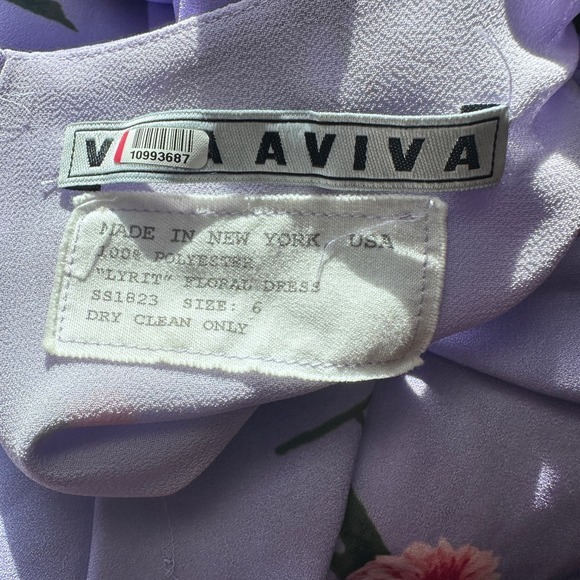 V A AVIVA
10993687
MADE IN NEW YORK, USA
100% POLYESTER
"LYRIT" FLORAL DRESS
SS1823 SIZE: 6
DRY CLEAN ONLY